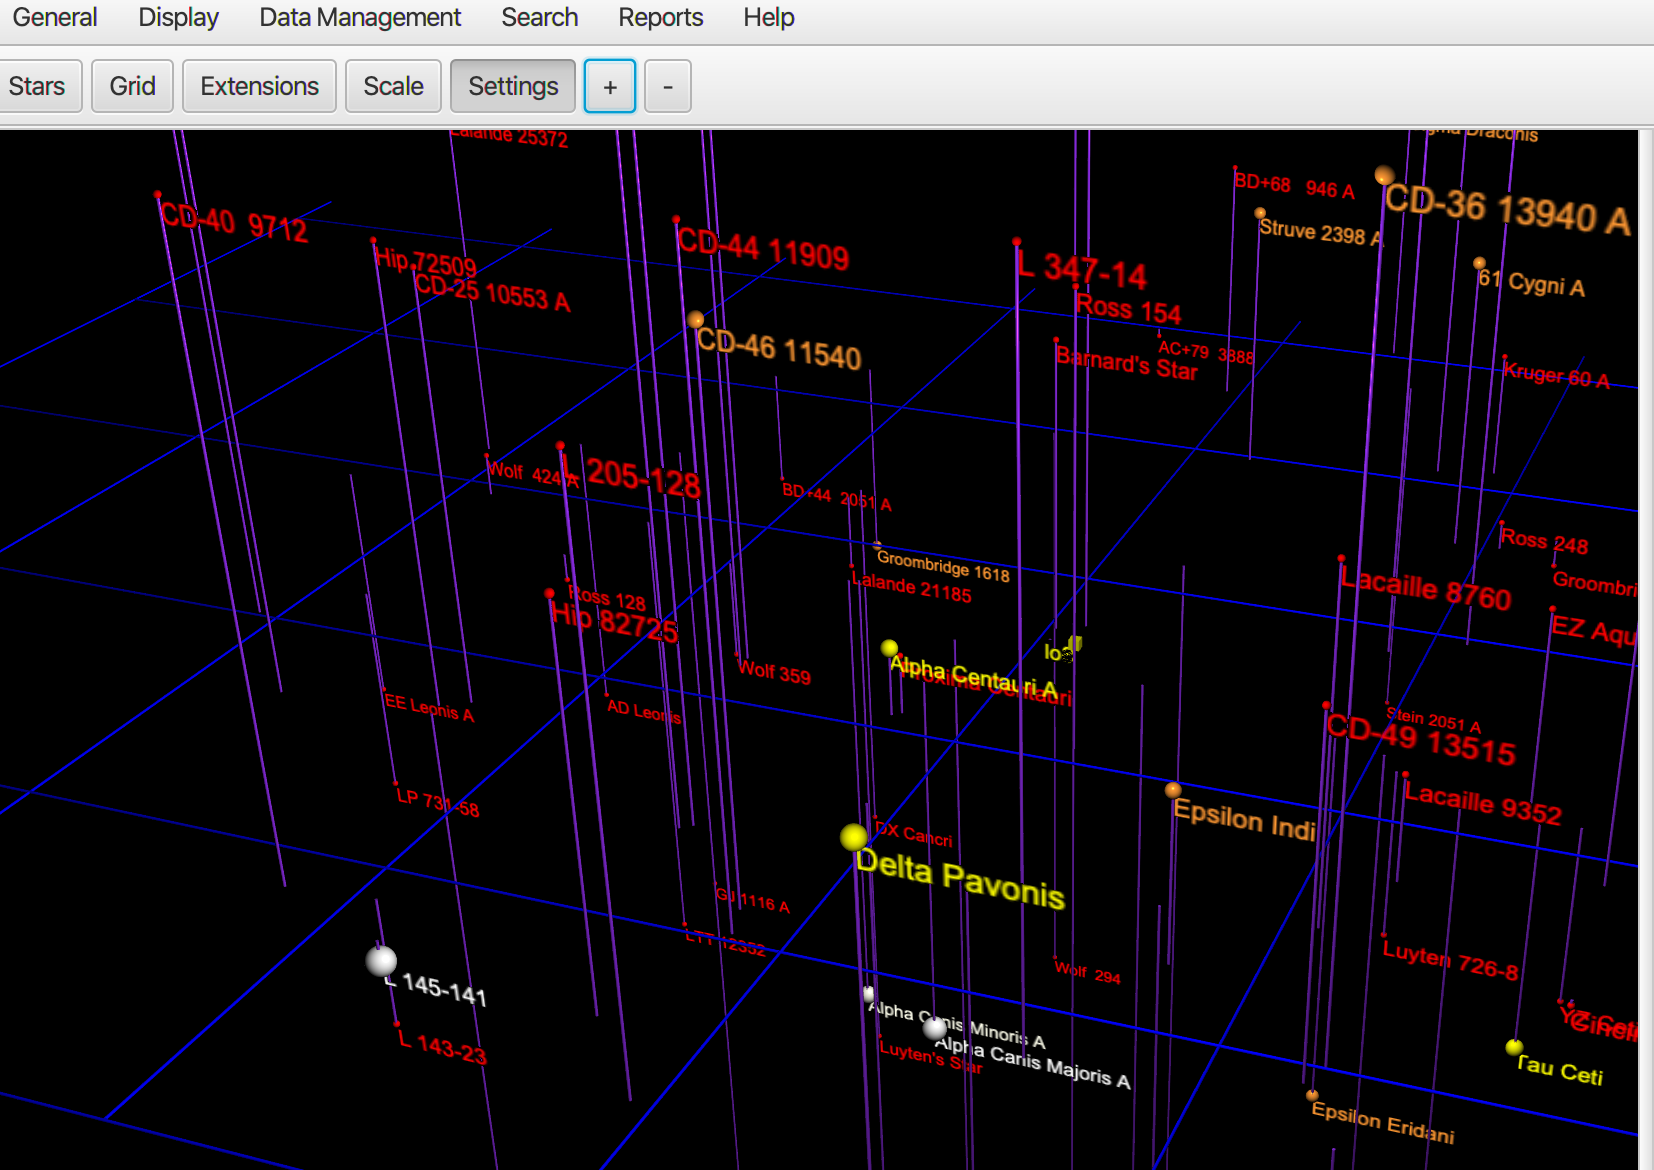 General Display Data Management Search Reports Help
Stars Grid Extensions Scale Settings + -
Lalande 25372
Draconis
BD+68 946 A
CD-36 13940 A
CD-40 9712
Struve 2398 A
CD-44 11909
Hip 72509
L 347-14
61 Cygni A
CD-25 10553 A
Ross 154
CD-46 11540
AC+79 3888
Barnard's Star
Kruger 60 A
Wolf 424 A
L 205-128
BD+44 2051 A
Ross 248
Groombridge 1618
Groombri
Lalande 21185
Lacaille 8760
Ross 128
Hip 82725
EZ Aqu
Alpha Centauri A
Proxima Centauri
Wolf 359
EE Leonis A
AD Leonis
Stein 2051 A
CD-49 13515
LP 731-58
Lacaille 9352
Epsilon Indi
DX Cancri
Delta Pavonis
GJ 1116 A
LTT 12352
Luyten 726-8
Wolf 294
L 145-141
Alpha Canis Minoris A
YZ Ceti
Alpha Canis Majoris A
L 143-23
Luyten's Star
Tau Ceti
Epsilon Eridani